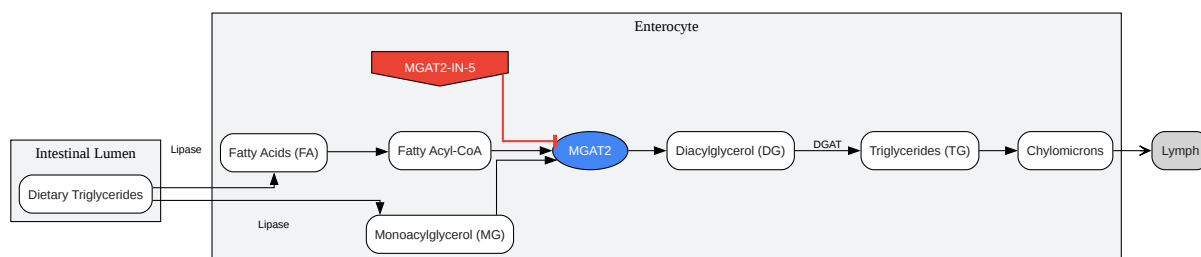 Enterocyte
MGAT2-IN-5
Intestinal Lumen
Lipase
Fatty Acids (FA)
Fatty Acyl-CoA
MGAT2
Diacylglycerol (DG)
DGAT
Triglycerides (TG)
Chylomicrons
Lymph
Dietary Triglycerides
Lipase
Monoacylglycerol (MG)